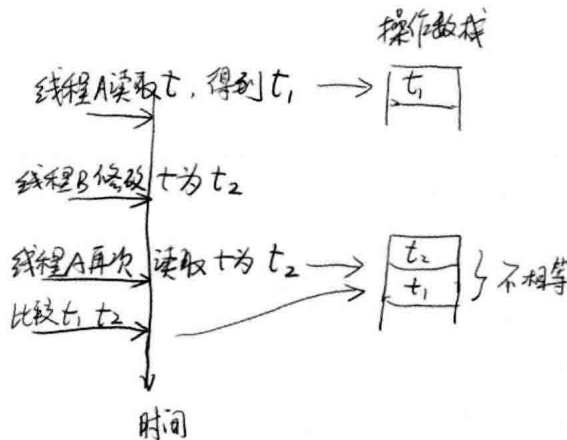 操作数栈
线程A读取t，得到t1
t1
线程B修改t为t2
线程A再次读取t为t2
t2
t1
不相等
比较t1 t2
时间